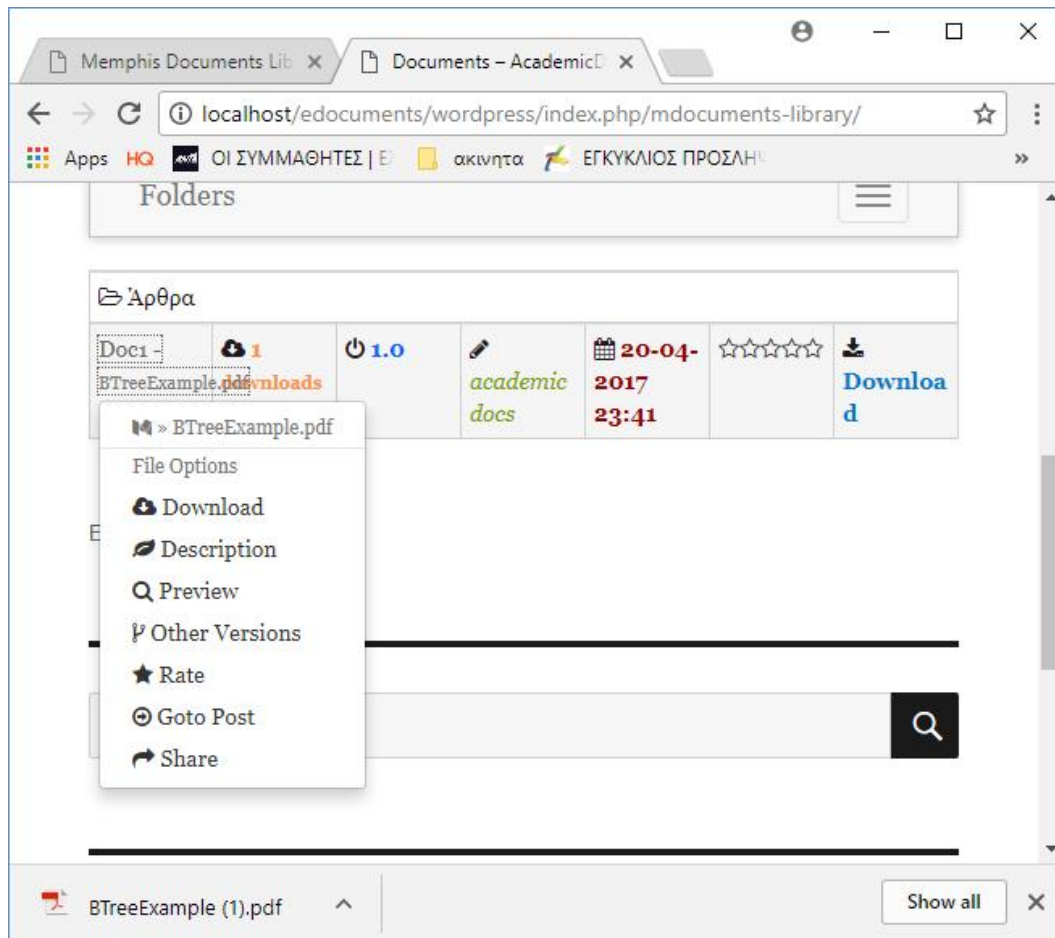 Memphis Documents Lib
Documents – AcademicD
localhost/edocuments/wordpress/index.php/mdocuments-library/
Apps HQ ΟΙ ΣΥΜΜΑΘΗΤΕΣ | Ε ακινητα ΕΓΚΥΚΛΙΟΣ ΠΡΟΣΛΗΨ »
Folders
Άρθρα
Doc1 -
BTreeExample.pdf
1
downloads
1.0
academic
docs
20-04-
2017
23:41
Downloa
d
» BTreeExample.pdf
File Options
Download
Description
Preview
Other Versions
Rate
Goto Post
Share
BTreeExample (1).pdf
Show all